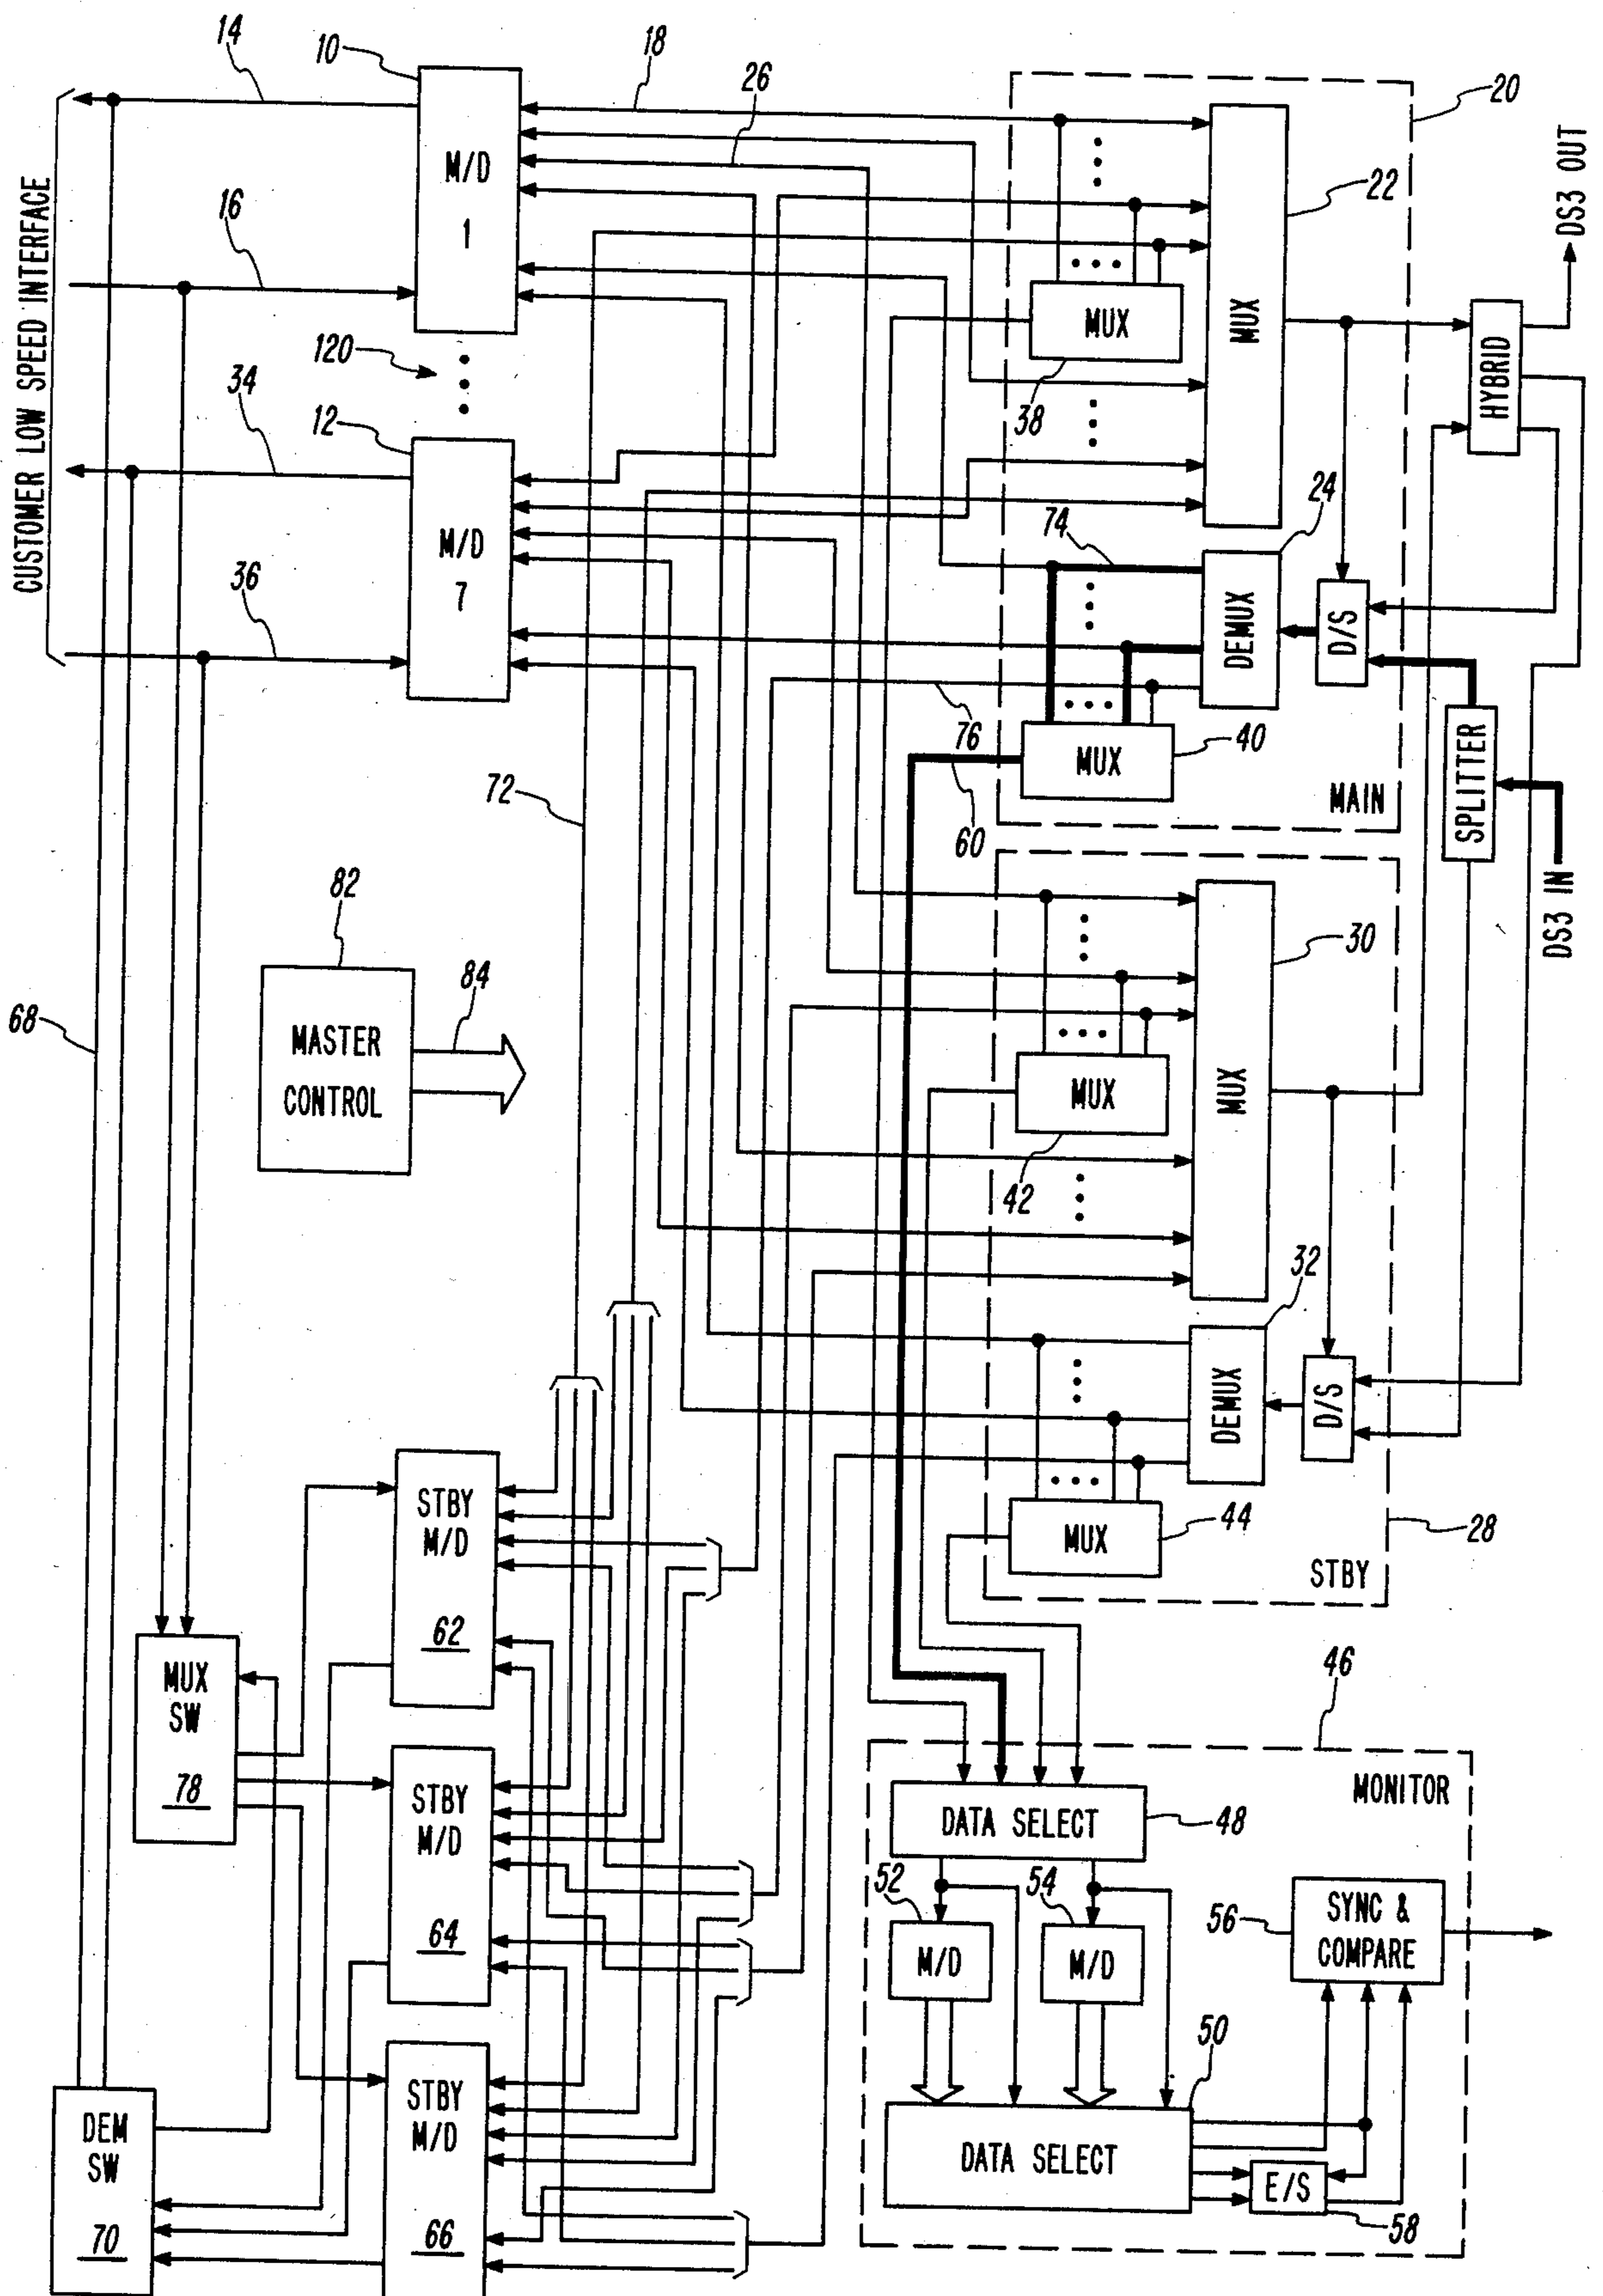 14
10
18
26
20
DS3 OUT
M/D
1
16
22
MUX
MUX
38
HYBRID
CUSTOMER LOW SPEED INTERFACE
120
34
12
M/D
7
36
74
24
DEMUX
D/S
76
MUX
40
60
MAIN
SPLITTER
DS3 IN
72
82
84
MASTER
CONTROL
68
30
MUX
MUX
42
32
DEMUX
D/S
MUX
44
28
STBY
STBY
M/D
62
MUX
SW
78
STBY
M/D
64
STBY
M/D
66
DEM
SW
70
46
MONITOR
DATA SELECT
48
52
54
M/D
M/D
56
SYNC &
COMPARE
50
DATA SELECT
E/S
58